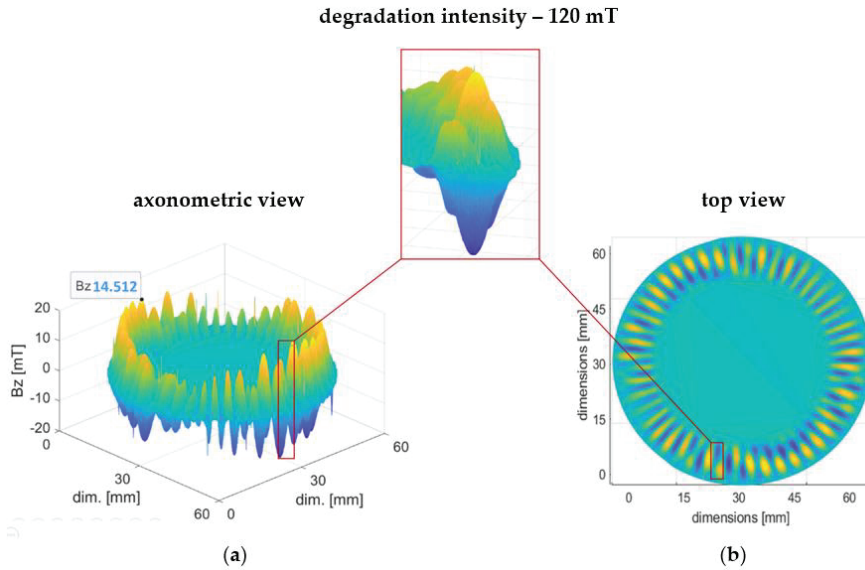 degradation intensity – 120 mT
axonometric view
top view
Bz 14.512
20
10
0
-10
-20
Bz [mT]
0
30
60
dim. [mm]
0
30
60
dim. [mm]
60
45
30
15
0
dimensions [mm]
0
15
30
45
60
dimensions [mm]
(a)
(b)